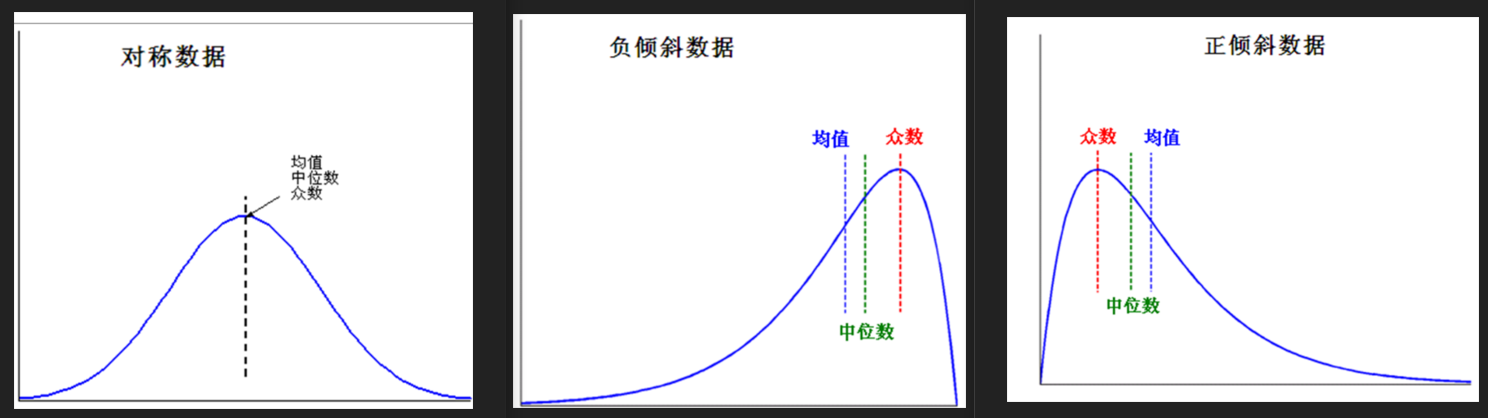 对称数据
均值
中位数
众数
负倾斜数据
均值
众数
中位数
正倾斜数据
众数
均值
中位数